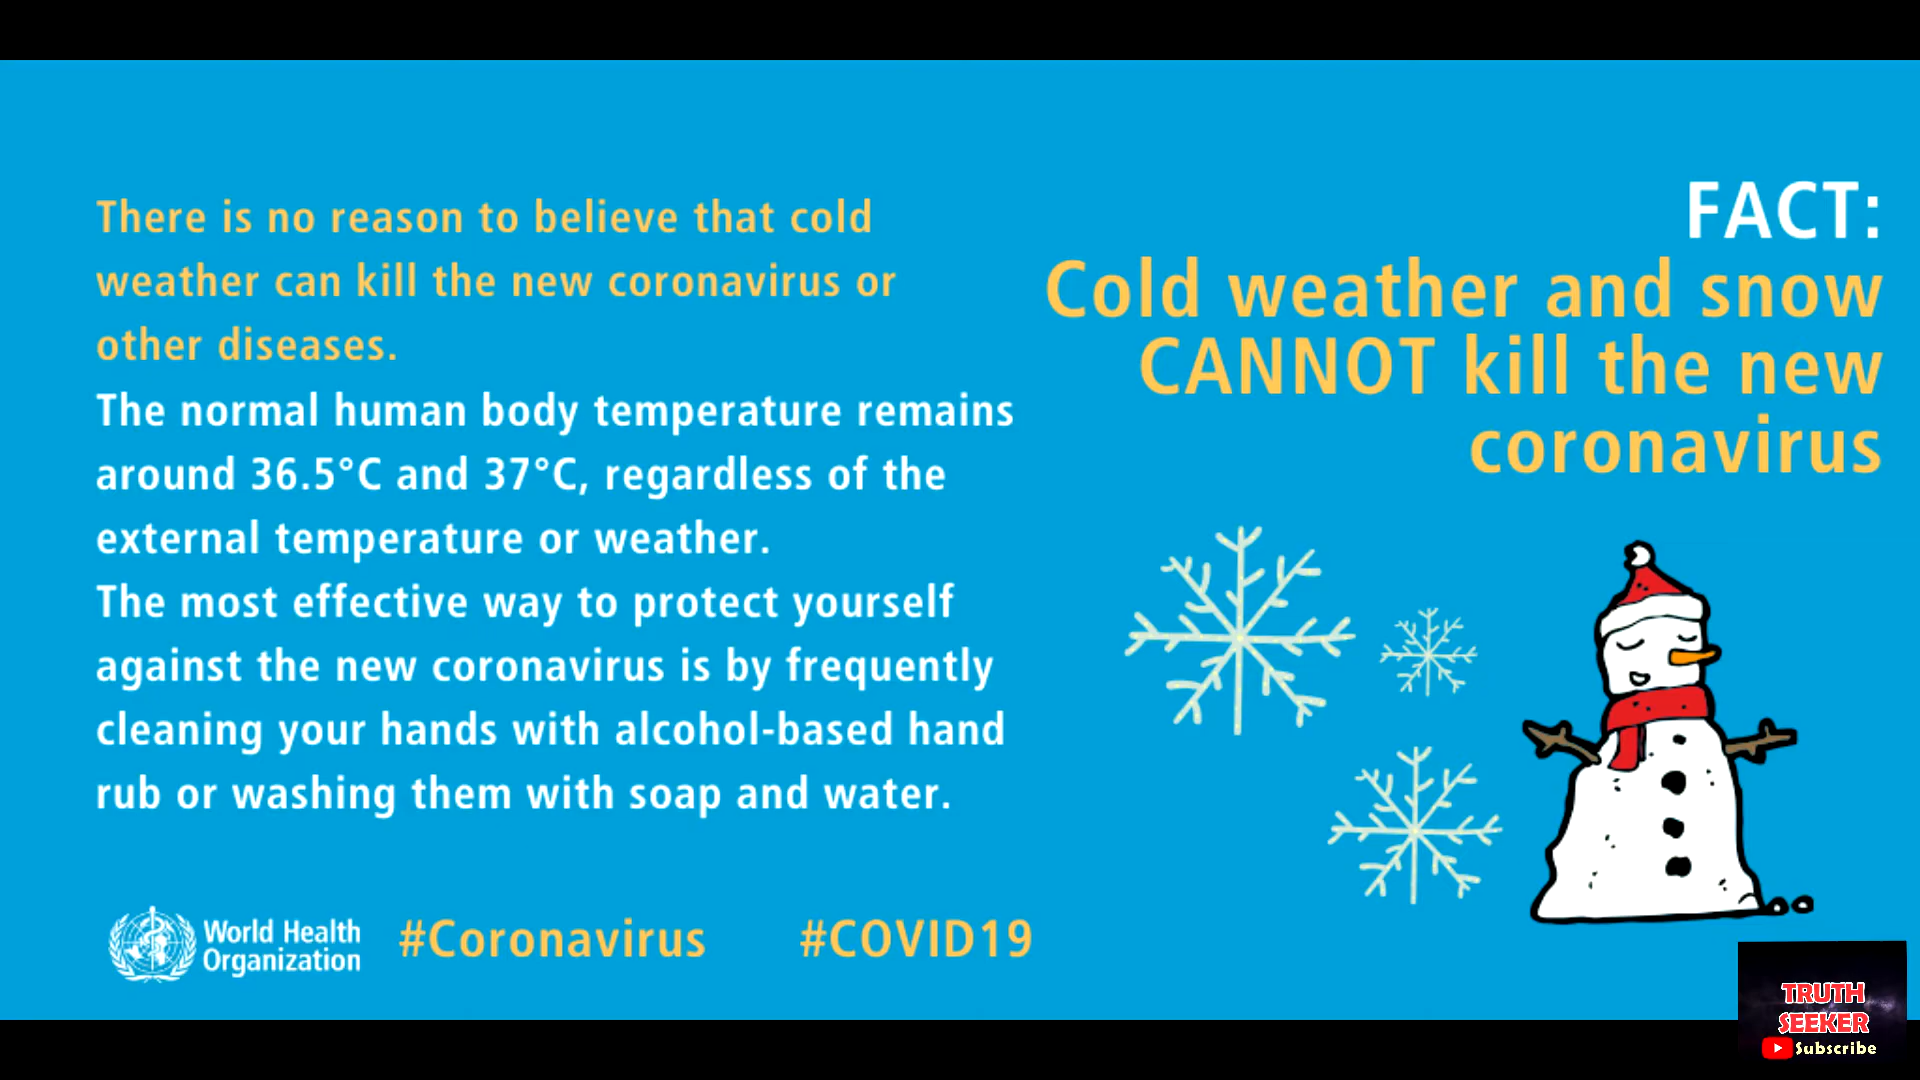 There is no reason to believe that cold
weather can kill the new coronavirus or
other diseases.
The normal human body temperature remains
around 36.5°C and 37°C, regardless of the
external temperature or weather.
The most effective way to protect yourself
against the new coronavirus is by frequently
cleaning your hands with alcohol-based hand
rub or washing them with soap and water.
FACT:
Cold weather and snow
CANNOT kill the new
coronavirus
World Health
Organization
#Coronavirus #COVID19
TRUTH
SEEKER
Subscribe